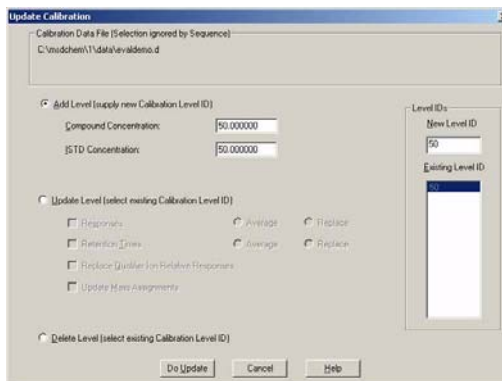 Update Calibration
Calibration Data File (Selection ignored by Sequence)
C:\msdchem\1\data\evaldemo.d
Add Level (supply new Calibration Level ID)
Compound Concentration: 50.000000
ISTD Concentration: 50.000000
Level IDs
New Level ID
50
Existing Level ID
50
Update Level (select existing Calibration Level ID)
Responses Average Replace
Retention Times Average Replace
Replace Qualifier Ion Relative Responses
Update Mass Assignments
Delete Level (select existing Calibration Level ID)
Do Update Cancel Help